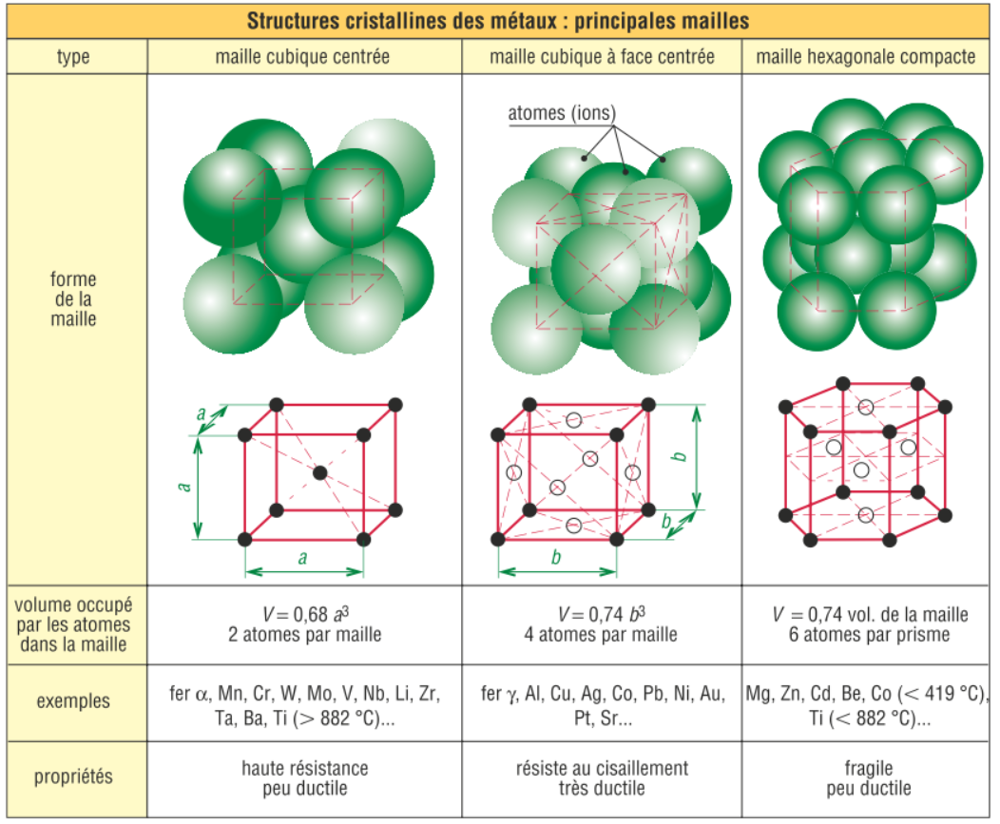 Structures cristallines des métaux : principales mailles
type
maille cubique centrée
maille cubique à face centrée
maille hexagonale compacte
forme
de la
maille
atomes (ions)
a
a
a
b
b
b
volume occupé
par les atomes
dans la maille
V = 0,68 a³
2 atomes par maille
V = 0,74 b³
4 atomes par maille
V = 0,74 vol. de la maille
6 atomes par prisme
exemples
fer α, Mn, Cr, W, Mo, V, Nb, Li, Zr,
Ta, Ba, Ti (> 882 °C)...
fer γ, Al, Cu, Ag, Co, Pb, Ni, Au,
Pt, Sr...
Mg, Zn, Cd, Be, Co (< 419 °C),
Ti (< 882 °C)...
propriétés
haute résistance
peu ductile
résiste au cisaillement
très ductile
fragile
peu ductile